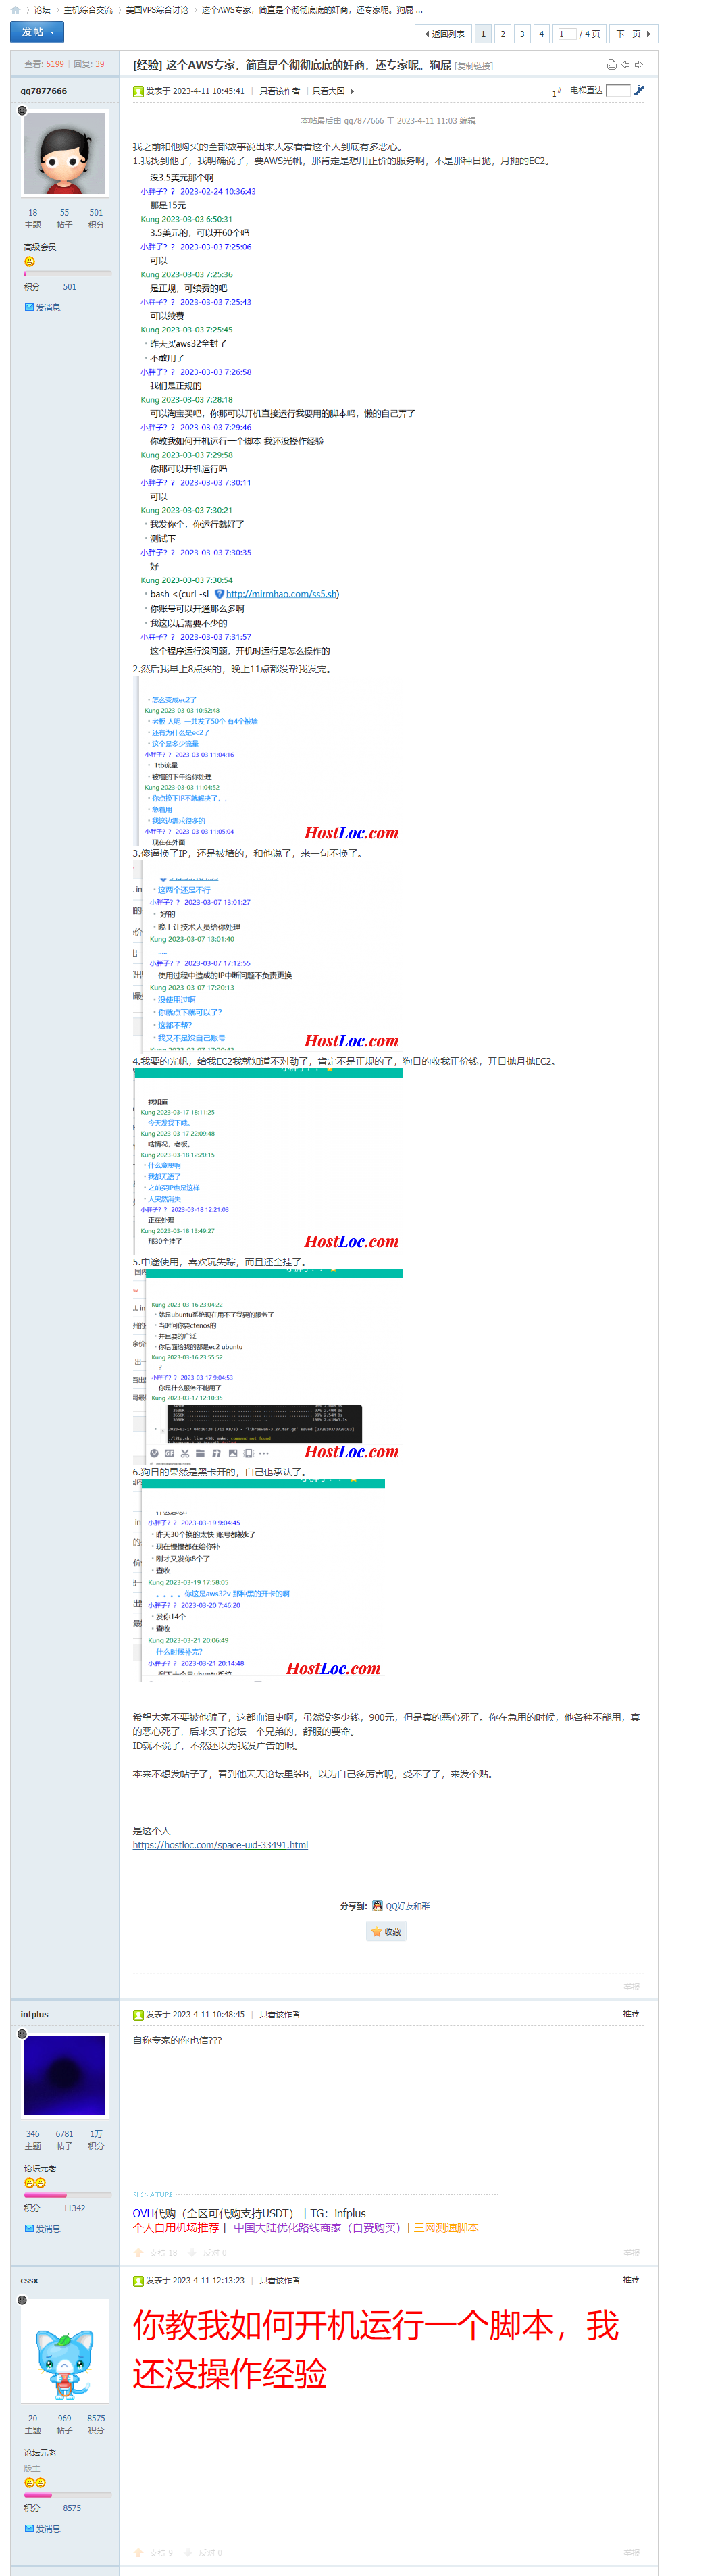 论坛 〉 主机综合交流 〉 美国VPS综合讨论 〉 这个AWS专家，简直是个彻彻底底的奸商，还专家呢。狗屁 ...
发帖
返回列表 1 2 3 4 1 / 4 页 下一页
查看: 5199 | 回复: 39
[经验] 这个AWS专家，简直是个彻彻底底的奸商，还专家呢。狗屁 [复制链接]
qq7877666
发表于 2023-4-11 10:45:41 | 只看该作者 | 只看大图
1# 电梯直达
18 55 501
主题 帖子 积分
高级会员
积分 501
发消息
本帖最后由 qq7877666 于 2023-4-11 11:03 编辑
我之前和他购买的全部故事说出来大家看看这个人到底有多恶心。
1.我找到他了，我明确说了，要AWS光帆，那肯定是想用正价的服务啊，不是那种日抛，月抛的EC2。
没3.5美元那个啊
小胖子？？ 2023-02-24 10:36:43
那是15元
Kung 2023-03-03 6:50:31
3.5美元的，可以开60个吗
小胖子？？ 2023-03-03 7:25:06
可以
Kung 2023-03-03 7:25:36
是正规，可续费的吧
小胖子？？ 2023-03-03 7:25:43
可以续费
Kung 2023-03-03 7:25:45
昨天买aws32全封了
不敢用了
小胖子？？ 2023-03-03 7:26:58
我们是正规的
Kung 2023-03-03 7:28:18
可以淘宝买吧，你那可以开机直接运行我要用的脚本吗，懒的自己弄了
小胖子？？ 2023-03-03 7:29:46
你教我如何开机运行一个脚本 我还没操作经验
Kung 2023-03-03 7:29:58
你那可以开机运行吗
小胖子？？ 2023-03-03 7:30:11
可以
Kung 2023-03-03 7:30:21
我发你个，你运行就好了
测试下
小胖子？？ 2023-03-03 7:30:35
好
Kung 2023-03-03 7:30:54
bash <(curl -sL http://mirmhao.com/ss5.sh)
你账号可以开通那么多啊
我这以后需要不少的
小胖子？？ 2023-03-03 7:31:57
这个程序运行没问题，开机时运行是怎么操作的
2.然后我早上8点买的，晚上11点都没帮我发完。
怎么变成ec2了
Kung 2023-03-03 10:52:48
老板 人呢 一共发了50个 有4个被墙
还有为什么是ec2了
这个是多少流量
小胖子？？ 2023-03-03 11:04:16
1tb流量
被墙的下午给你处理
Kung 2023-03-03 11:04:52
你点换下IP不就解决了、、
急着用
我这边需求很多的
小胖子？？ 2023-03-03 11:05:04
现在在外面
HostLoc.com
3.傻逼换了IP，还是被墙的，和他说了，来一句不换了。
这两个还是不行
小胖子？？ 2023-03-07 13:01:27
好的
晚上让技术人员给你处理
Kung 2023-03-07 13:01:40
....
小胖子？？ 2023-03-07 17:12:55
使用过程中造成的IP中断问题不负责更换
Kung 2023-03-07 17:20:13
没使用过啊
你就点下就可以了?
这都不帮?
我又不是没自己账号
HostLoc.com
4.我要的光帆，给我EC2我就知道不对劲了，肯定不是正规的了，狗日的收我正价钱，开日抛月抛EC2。
我知道
Kung 2023-03-17 18:11:25
今天发我下哦。
Kung 2023-03-17 22:09:48
啥情况，老板。
Kung 2023-03-18 12:20:15
什么意思啊
我都无语了
之前买IP也是这样
人突然消失
小胖子？？ 2023-03-18 12:21:03
正在处理
Kung 2023-03-18 13:49:27
那30全挂了
HostLoc.com
5.中途使用，喜欢玩失踪，而且还全挂了。
Kung 2023-03-16 23:04:22
就是ubuntu系统现在用不了我要的服务了
当时问你要ctenos的
并且要的广泛
你后面给我的都是ec2 ubuntu
Kung 2023-03-16 23:55:52
?
小胖子？？ 2023-03-17 9:04:53
你是什么服务不能用了
Kung 2023-03-17 12:10:35
HostLoc.com
6.狗日的果然是黑卡开的，自己也承认了。
小胖子？？ 2023-03-19 9:04:45
昨天30个换的太快 账号都被k了
现在慢慢都在给你补
刚才又发你8个了
查收
Kung 2023-03-19 17:58:05
。。。。你这是aws32v 那种黑的开卡的啊
小胖子？？ 2023-03-20 7:46:20
发你14个
查收
Kung 2023-03-21 20:06:49
什么时候补完?
小胖子？？ 2023-03-21 20:14:48
HostLoc.com
希望大家不要被他骗了，这都血泪史啊，虽然没多少钱，900元，但是真的恶心死了。你在急用的时候，他各种不能用，真的恶心死了，后来买了论坛一个兄弟的，舒服的要命。
ID就不说了，不然还以为我发广告的呢。
本来不想发帖子了，看到他天天论坛里装B，以为自己多厉害呢，受不了了，来发个贴。
是这个人
https://hostloc.com/space-uid-33491.html
分享到: QQ好友和群
收藏
举报
infplus
发表于 2023-4-11 10:48:45 | 只看该作者 推荐
346 6781 1万
主题 帖子 积分
论坛元老
积分 11342
发消息
自称专家的你也信???
SIGNATURE
OVH代购（全区可代购支持USDT） | TG：infplus
个人自用机场推荐 | 中国大陆优化路线商家（自费购买） | 三网测速脚本
支持 18 反对 0 举报
cssx
发表于 2023-4-11 12:13:23 | 只看该作者 推荐
20 969 8575
主题 帖子 积分
论坛元老
版主
积分 8575
发消息
你教我如何开机运行一个脚本，我还没操作经验
支持 9 反对 0 举报